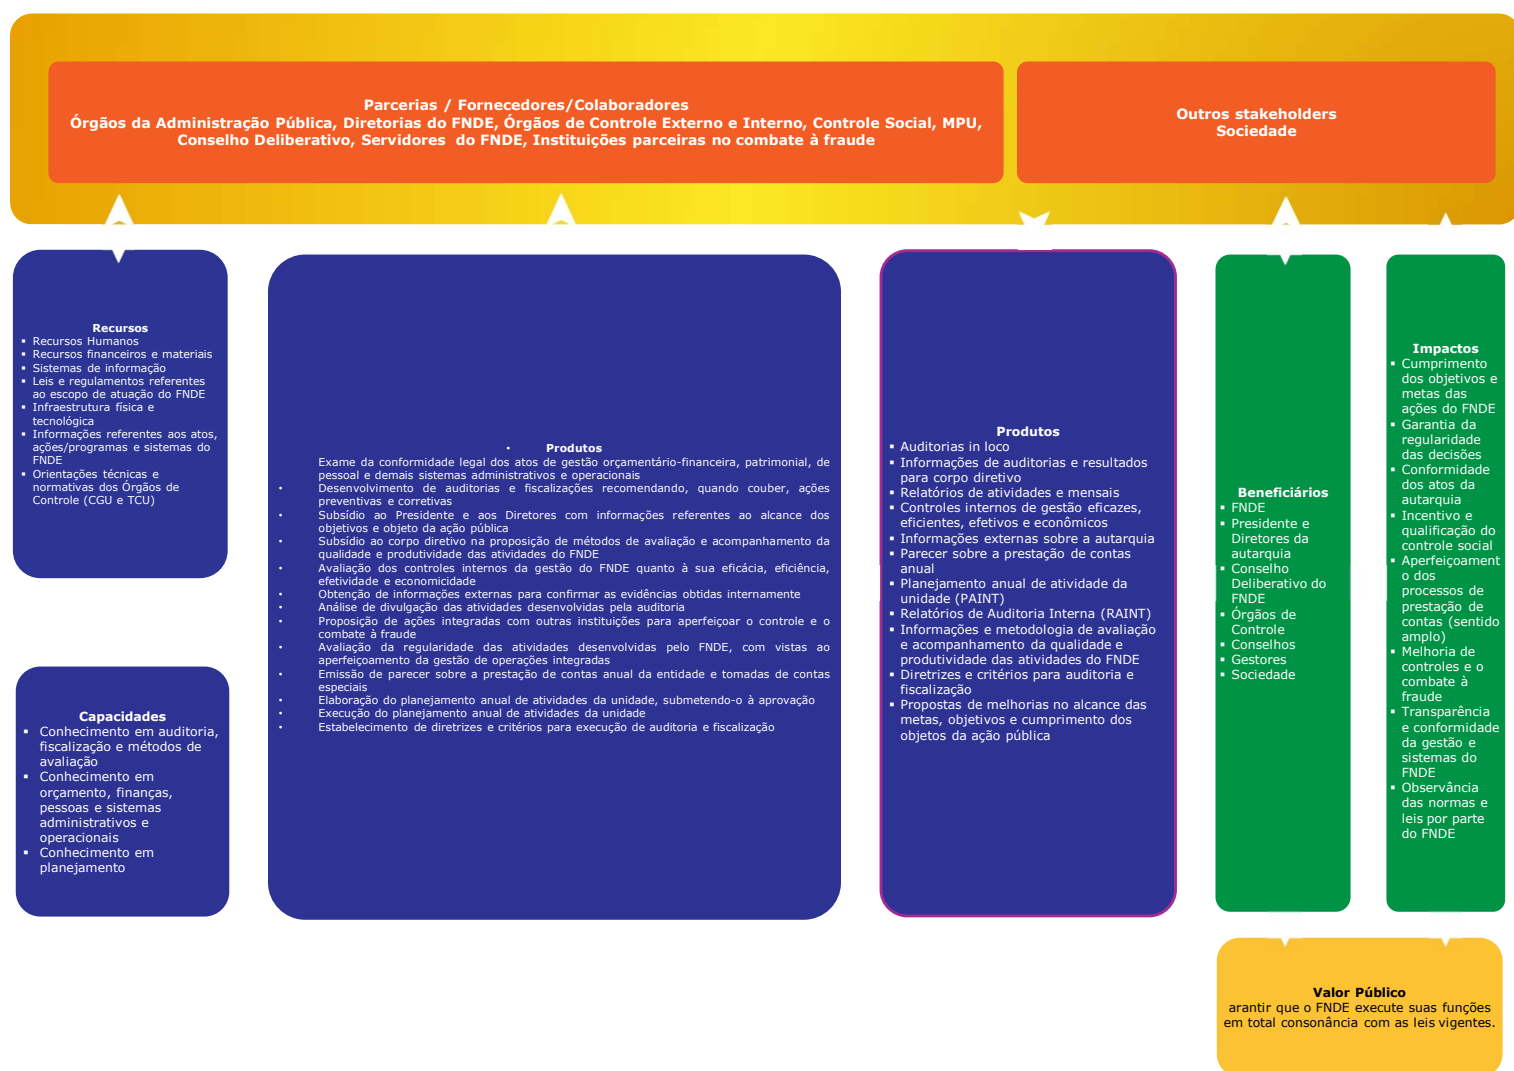 Parcerias / Fornecedores/Colaboradores
Órgãos da Administração Pública, Diretorias do FNDE, Órgãos de Controle Externo e Interno, Controle Social, MPU,
Conselho Deliberativo, Servidores do FNDE, Instituições parceiras no combate à fraude
Outros stakeholders
Sociedade
Recursos
▪ Recursos Humanos
▪ Recursos financeiros e materiais
▪ Sistemas de informação
▪ Leis e regulamentos referentes
ao escopo de atuação do FNDE
▪ Infraestrutura física e
tecnológica
▪ Informações referentes aos atos,
ações/programas e sistemas do
FNDE
▪ Orientações técnicas e
normativas dos Órgãos de
Controle (CGU e TCU)
Capacidades
▪ Conhecimento em auditoria,
fiscalização e métodos de
avaliação
▪ Conhecimento em
orçamento, finanças,
pessoas e sistemas
administrativos e
operacionais
▪ Conhecimento em
planejamento
• Produtos
Exame da conformidade legal dos atos de gestão orçamentário-financeira, patrimonial, de
pessoal e demais sistemas administrativos e operacionais
• Desenvolvimento de auditorias e fiscalizações recomendando, quando couber, ações
preventivas e corretivas
• Subsídio ao Presidente e aos Diretores com informações referentes ao alcance dos
objetivos e objeto da ação pública
• Subsídio ao corpo diretivo na proposição de métodos de avaliação e acompanhamento da
qualidade e produtividade das atividades do FNDE
• Avaliação dos controles internos da gestão do FNDE quanto à sua eficácia, eficiência,
efetividade e economicidade
• Obtenção de informações externas para confirmar as evidências obtidas internamente
• Análise de divulgação das atividades desenvolvidas pela auditoria
• Proposição de ações integradas com outras instituições para aperfeiçoar o controle e o
combate à fraude
• Avaliação da regularidade das atividades desenvolvidas pelo FNDE, com vistas ao
aperfeiçoamento da gestão de operações integradas
• Emissão de parecer sobre a prestação de contas anual da entidade e tomadas de contas
especiais
• Elaboração do planejamento anual de atividades da unidade, submetendo-o à aprovação
• Execução do planejamento anual de atividades da unidade
• Estabelecimento de diretrizes e critérios para execução de auditoria e fiscalização
Produtos
▪ Auditorias in loco
▪ Informações de auditorias e resultados
para corpo diretivo
▪ Relatórios de atividades e mensais
▪ Controles internos de gestão eficazes,
eficientes, efetivos e econômicos
▪ Informações externas sobre a autarquia
▪ Parecer sobre a prestação de contas
anual
▪ Planejamento anual de atividade da
unidade (PAINT)
▪ Relatórios de Auditoria Interna (RAINT)
▪ Informações e metodologia de avaliação
e acompanhamento da qualidade e
produtividade das atividades do FNDE
▪ Diretrizes e critérios para auditoria e
fiscalização
▪ Propostas de melhorias no alcance das
metas, objetivos e cumprimento dos
objetos da ação pública
Beneficiários
▪ FNDE
▪ Presidente e
Diretores da
autarquia
▪ Conselho
Deliberativo do
FNDE
▪ Órgãos de
Controle
▪ Conselhos
▪ Gestores
▪ Sociedade
Impactos
▪ Cumprimento
dos objetivos e
metas das
ações do FNDE
▪ Garantia da
regularidade
das decisões
▪ Conformidade
dos atos da
autarquia
▪ Incentivo e
qualificação do
controle social
▪ Aperfeiçoament
o dos
processos de
prestação de
contas (sentido
amplo)
▪ Melhoria de
controles e o
combate à
fraude
▪ Transparência
e conformidade
da gestão e
sistemas do
FNDE
▪ Observância
das normas e
leis por parte
do FNDE
Valor Público
arantir que o FNDE execute suas funções
em total consonância com as leis vigentes.